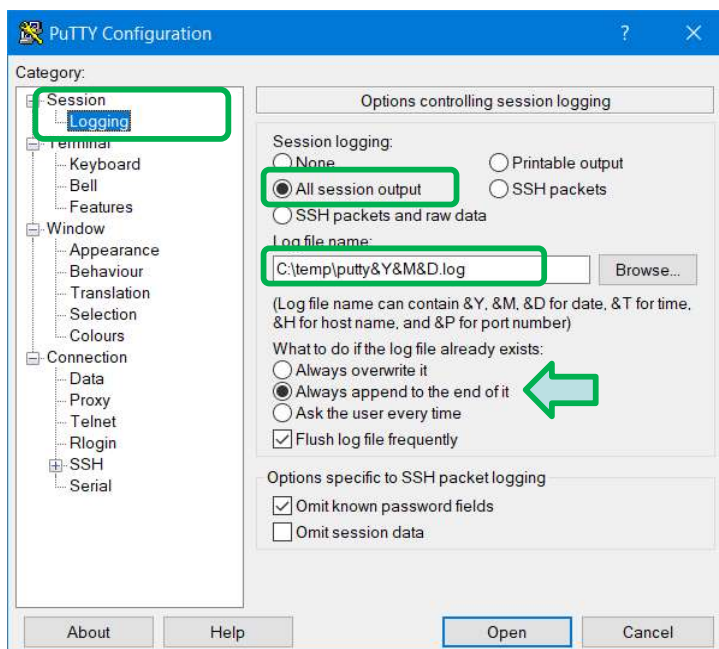 PuTTY Configuration
?
Category:
Session
Logging
Terminal
Keyboard
Bell
Features
Window
Appearance
Behaviour
Translation
Selection
Colours
Connection
Data
Proxy
Telnet
Rlogin
SSH
Serial
Options controlling session logging
Session logging:
None Printable output
All session output SSH packets
SSH packets and raw data
Log file name:
C:\temp\putty&Y&M&D.log Browse...
(Log file name can contain &Y, &M, &D for date, &T for time,
&H for host name, and &P for port number)
What to do if the log file already exists:
Always overwrite it
Always append to the end of it
Ask the user every time
Flush log file frequently
Options specific to SSH packet logging
Omit known password fields
Omit session data
About Help Open Cancel